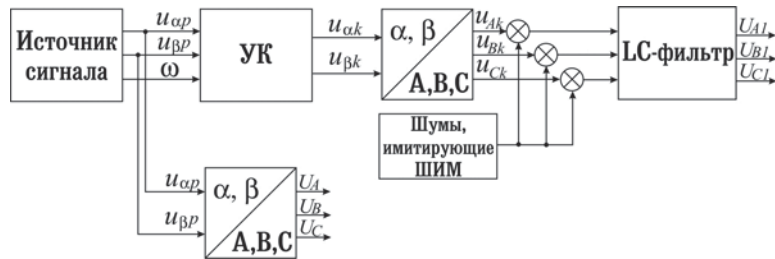 Источник
сигнала
uαp
uβp
ω
УК
uαk
uβk
α, β
A,B,C
uAk
uBk
uCk
LC-фильтр
UA1
UB1
UC1
Шумы,
имитирующие
ШИМ
uαp
uβp
α, β
A,B,C
UA
UB
UC